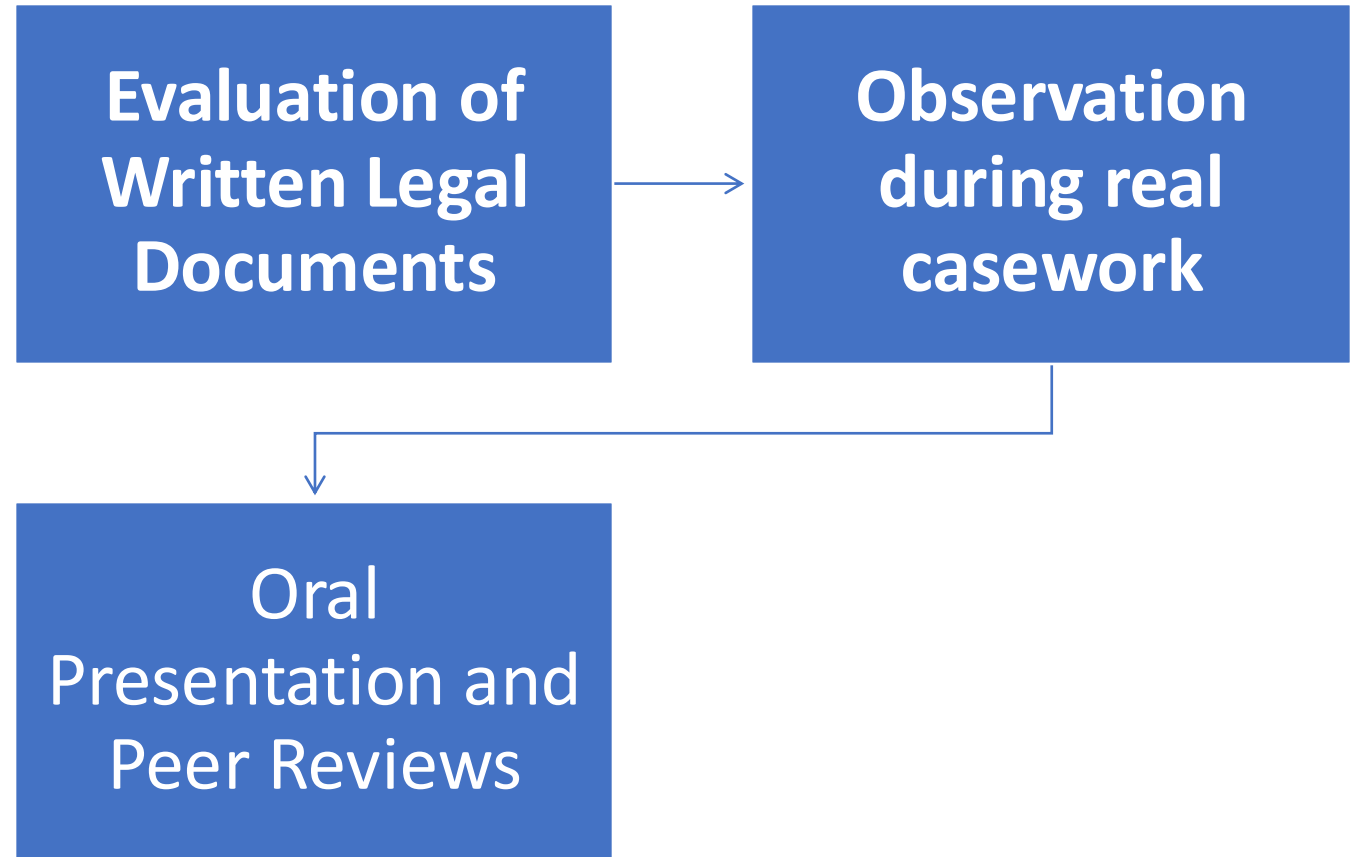 Evaluation of
Written Legal
Documents
Observation
during real
casework
Oral
Presentation and
Peer Reviews